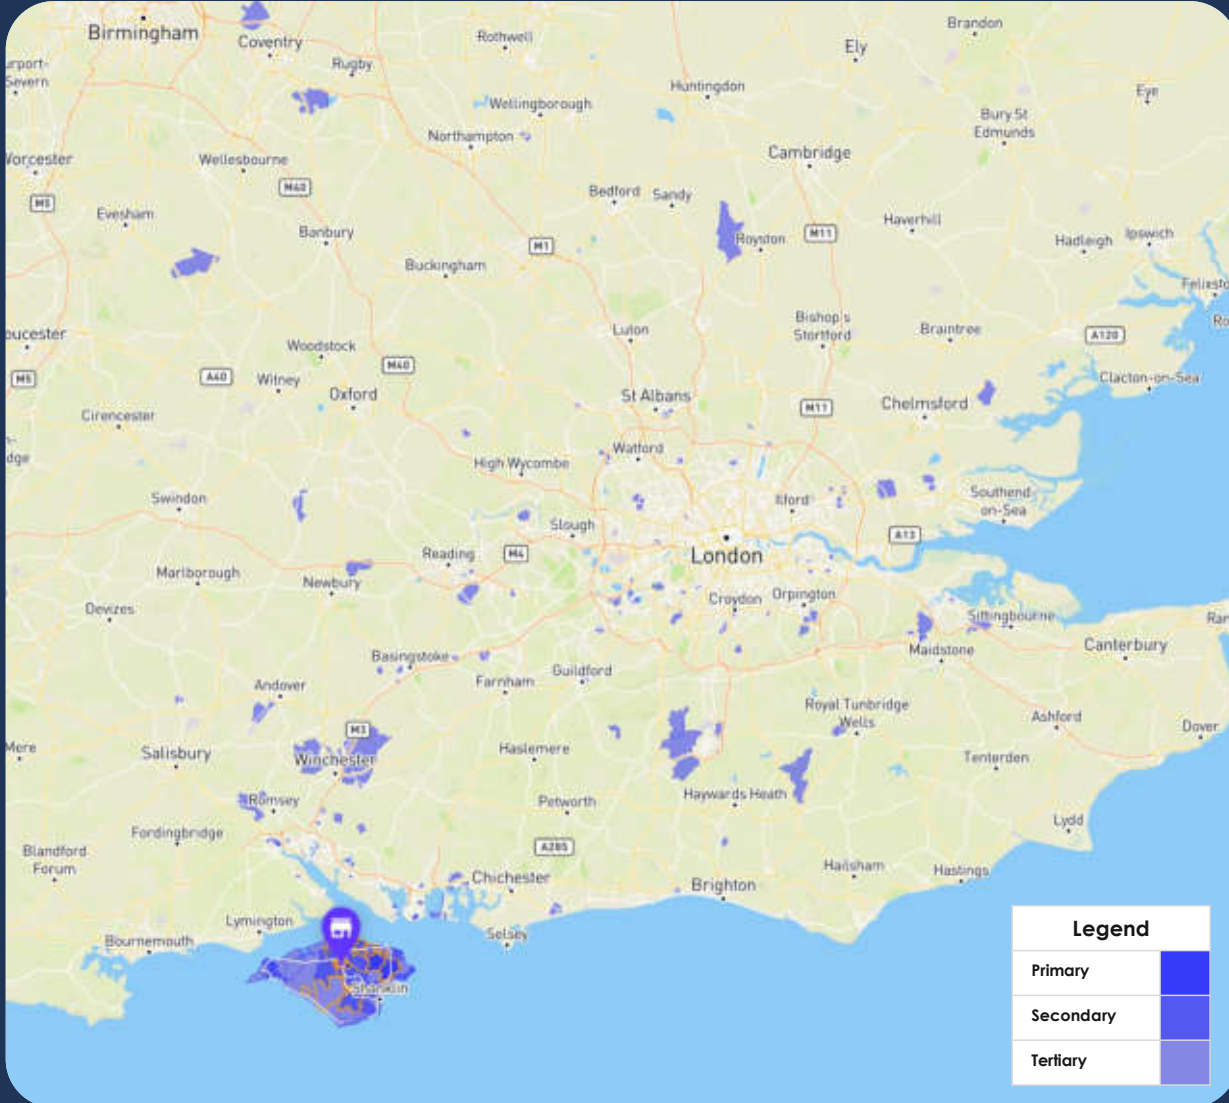 Birmingham
Coventry
Rothwell
Brandon
Ely
Rugby
Severn
Huntingdon
Eye
Wellingborough
Bury St
Edmunds
Northampton
Cambridge
Wellesbourne
M40
Bedford
Sandy
M5
Evesham
Haverhill
Banbury
Royston
M11
Hadleigh
Ipswich
M1
Buckingham
Bishop's
Stortford
Luton
Braintree
A120
Woodstock
M40
M5
A40
Witney
Clacton-on-Sea
Oxford
St Albans
M11
Chelmsford
Cirencester
Watford
High Wycombe
Swindon
Ilford
Southend-
on-Sea
Slough
A13
Reading
M4
London
Marlborough
Newbury
Devizes
Croydon
Orpington
Sittingbourne
Canterbury
Basingstoke
Maidstone
Guildford
Farnham
Andover
Royal Tunbridge
Wells
Ashford
Dover
M3
Mere
Salisbury
Haslemere
Winchester
Tenterden
Haywards Heath
Romsey
Petworth
Lydd
Fordingbridge
A285
Blandford
Forum
Chichester
Hailsham
Hastings
Brighton
Lymington
Selsey
Bournemouth
Shanklin
Legend
Primary
Secondary
Tertiary